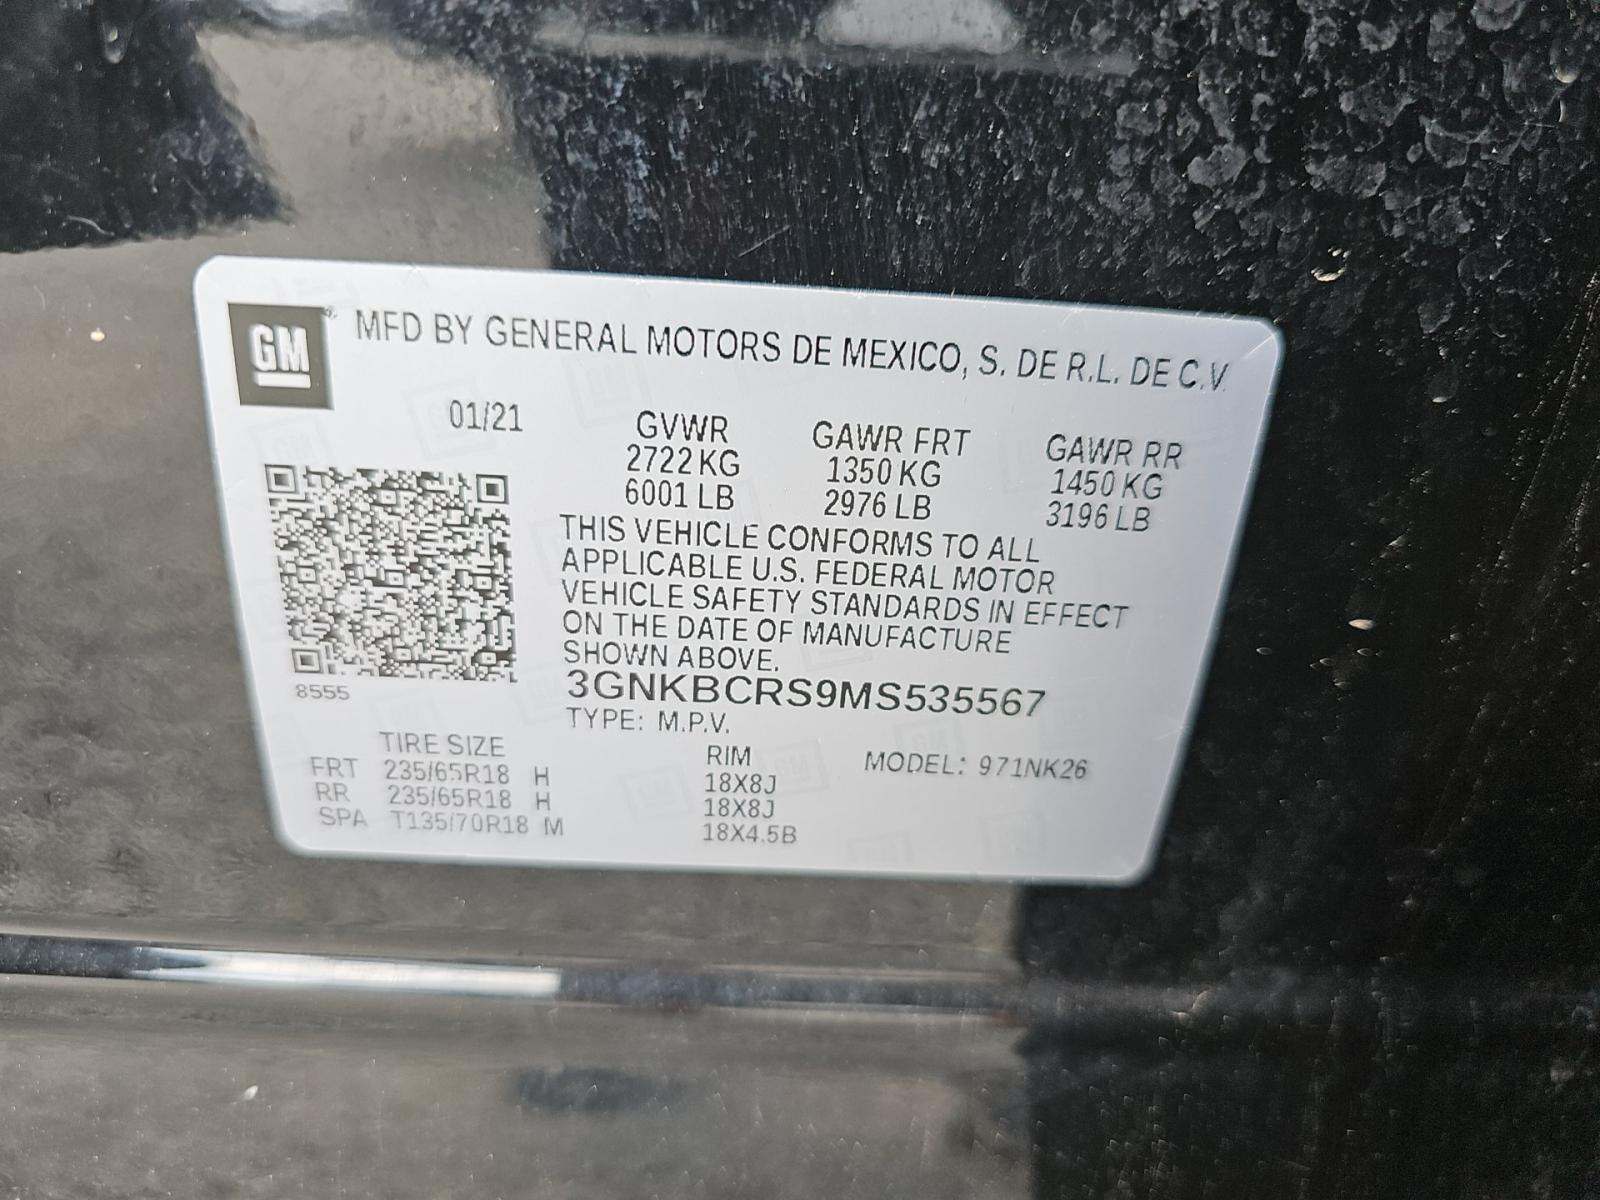 GM
MFD BY GENERAL MOTORS DE MEXICO, S. DE R.L. DE C.V.
01/21
GVWR GAWR FRT GAWR RR
2722 KG 1350 KG 1450 KG
6001 LB 2976 LB 3196 LB
THIS VEHICLE CONFORMS TO ALL
APPLICABLE U.S. FEDERAL MOTOR
VEHICLE SAFETY STANDARDS IN EFFECT
ON THE DATE OF MANUFACTURE
SHOWN ABOVE.
8555
3GNKBCRS9MS535567
TYPE: M.P.V.
TIRE SIZE RIM MODEL: 971NK26
FRT 235/65R18 H 18X8J
RR 235/65R18 H 18X8J
SPA T135/70R18 M 18X4.5B